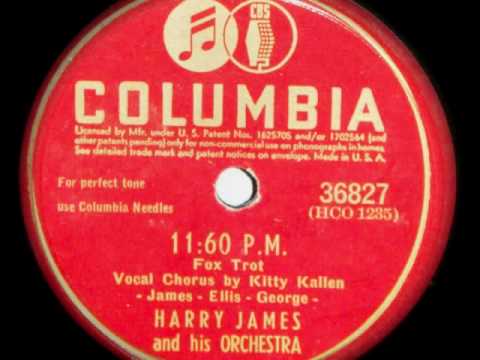 CBS
COLUMBIA
Licensed by Mfr. under U. S. Patent Nos. 1625705 and/or 1702564 (and
other patents pending) only for non-commercial use on phonographs in homes.
See detailed trade mark and patent notices on envelope. Made in U. S. A.
For perfect tone
use Columbia Needles
36827
(HCO 1285)
11:60 P.M.
Fox Trot
Vocal Chorus by Kitty Kallen
- James - Ellis - George -
HARRY JAMES
and his ORCHESTRA